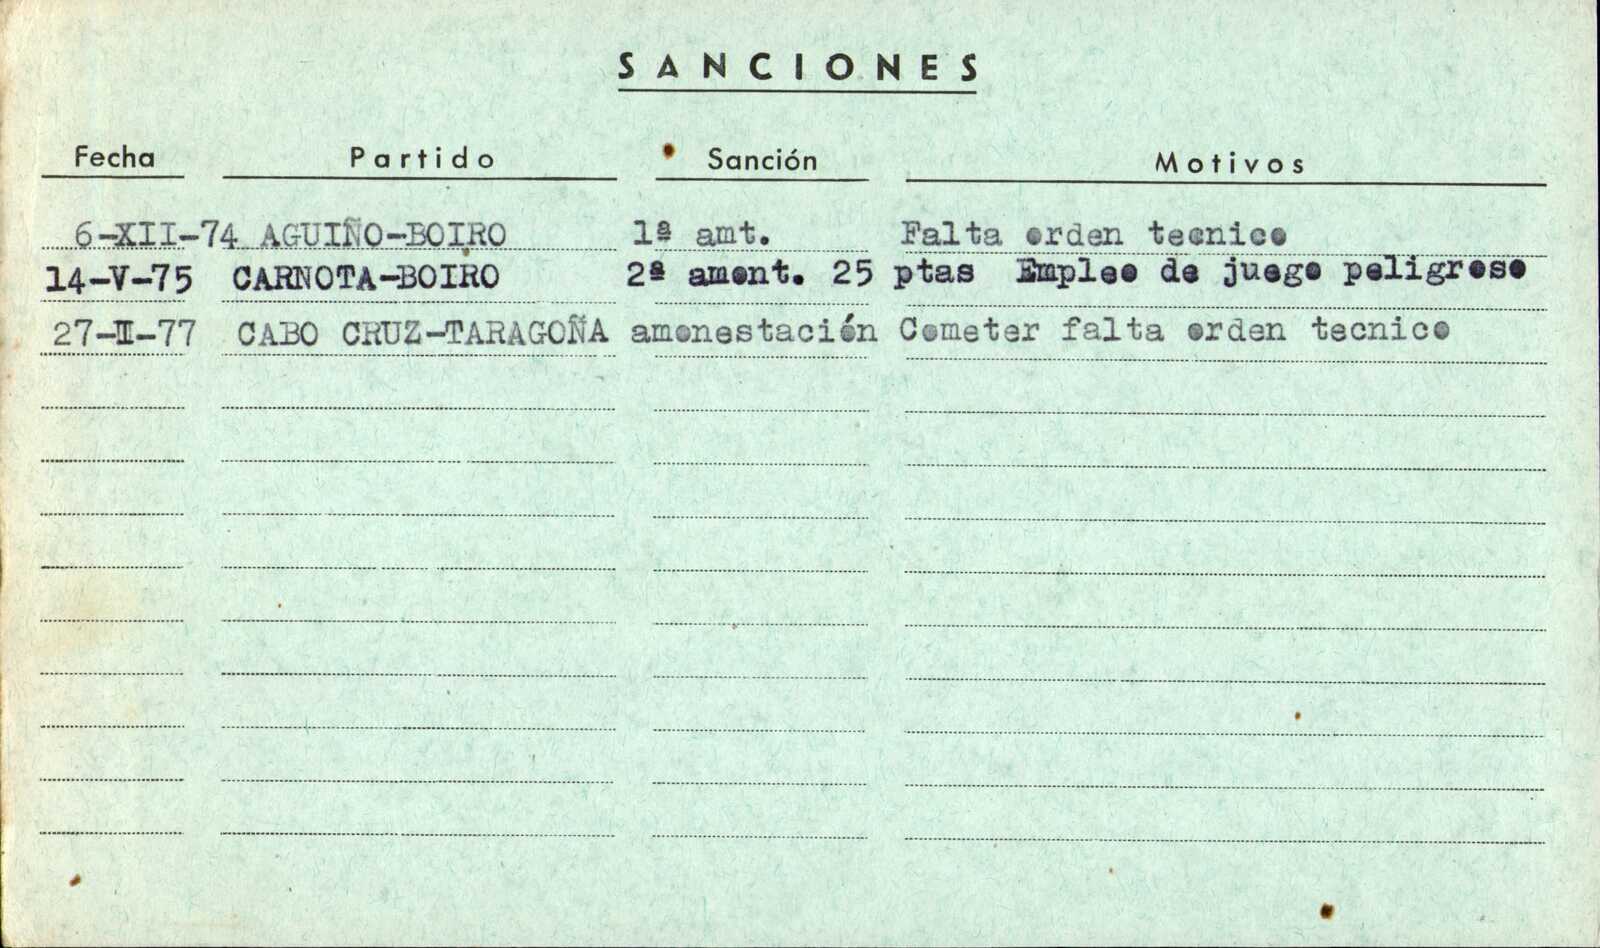 SANCIONES
Fecha Partido Sanción Motivos
6-XII-74 AGUIÑO-BOIRO 1ª amt. Falta orden tecnico
14-V-75 CARNOTA-BOIRO 2ª amont. 25 ptas Empleo de juego peligroso
27-II-77 CABO CRUZ-TARAGOÑA amonestación Cometer falta orden tecnico